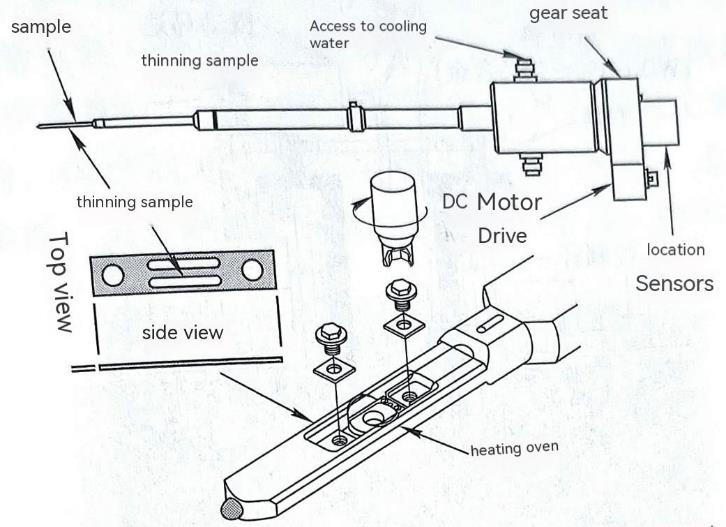 sample
thinning sample
Access to cooling
water
gear seat
thinning sample
DC Motor
Drive
location
Sensors
Top view
side view
heating oven